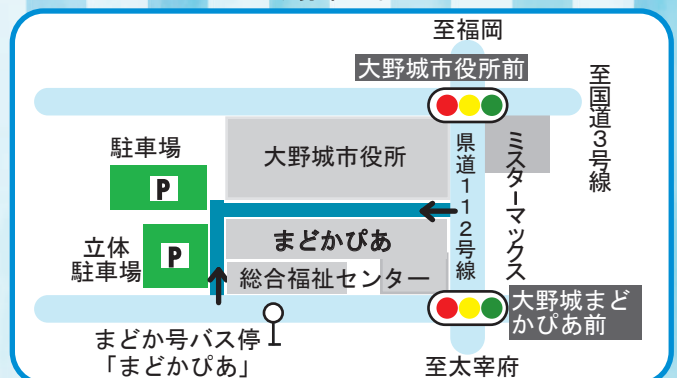 至福岡
大野城市役所前
至国道3号線
駐車場
P
大野城市役所
県道112号線
ミスターマックス
立体
駐車場
P
まどかぴあ
総合福祉センター
大野城まど
かぴあ前
まどか号バス停
「まどかぴあ」
至太宰府